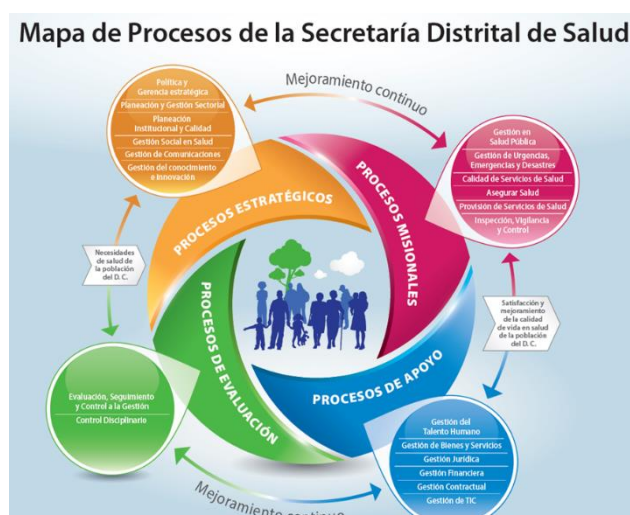 Mapa de Procesos de la Secretaría Distrital de Salud
Mejoramiento continuo
Política y
Gerencia estratégica
Planeación y Gestión Sectorial
Planeación
Institucional y Calidad
Gestión Social en Salud
Gestión de Comunicaciones
Gestión del conocimiento
e Innovación
Gestión en
Salud Pública
Gestión de Urgencias,
Emergencias y Desastres
Calidad de Servicios de Salud
Asegurar Salud
Provisión de Servicios de Salud
Inspección, Vigilancia
y Control
PROCESOS ESTRATÉGICOS
PROCESOS MISIONALES
Necesidades
de salud de
la población
del D. C.
Satisfacción y
mejoramiento
de la calidad
de vida en salud
de la población
del D. C.
PROCESOS DE EVALUACIÓN
PROCESOS DE APOYO
Evaluación, Seguimiento
y Control a la Gestión
Control Disciplinario
Gestión del
Talento Humano
Gestión de Bienes y Servicios
Gestión Jurídica
Gestión Financiera
Gestión Contractual
Gestión de TIC
Mejoramiento continuo